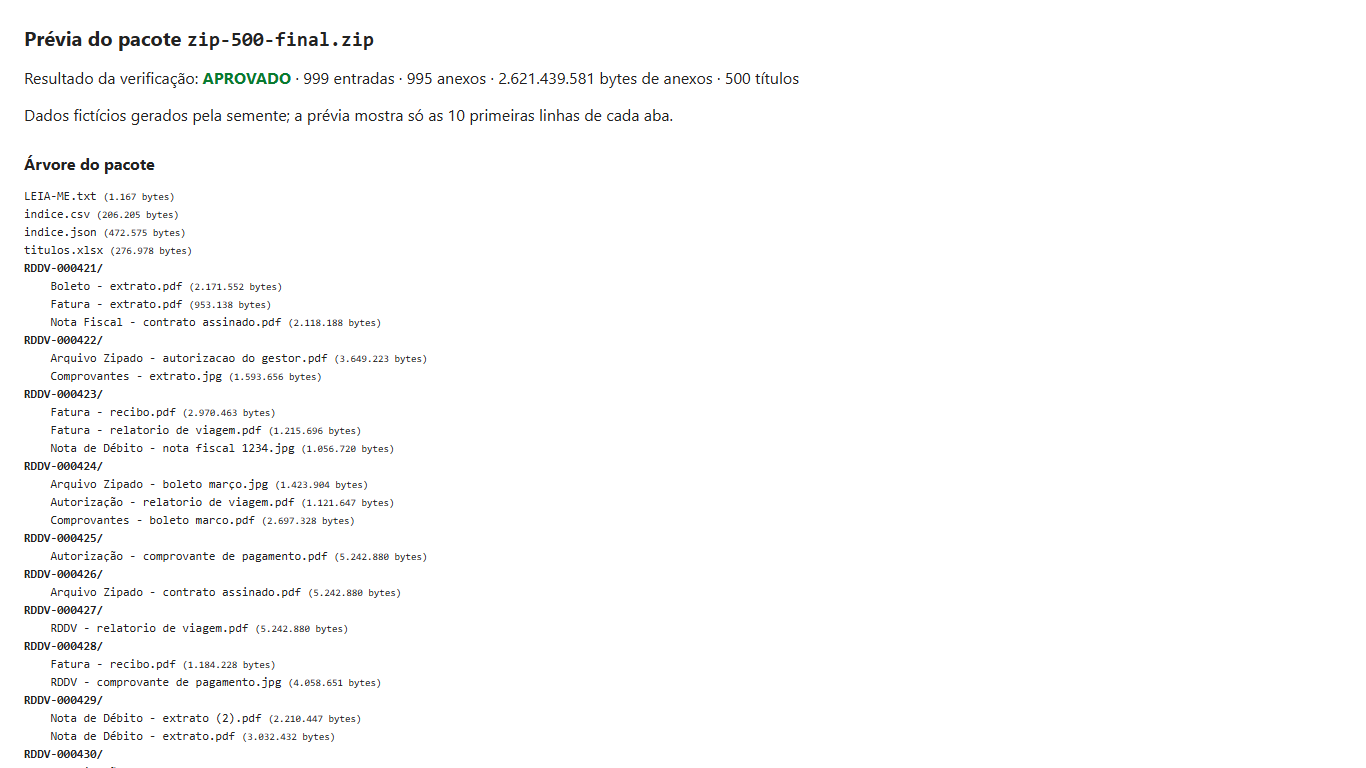 Prévia do pacote zip-500-final.zip
Resultado da verificação: APROVADO · 999 entradas · 995 anexos · 2.621.439.581 bytes de anexos · 500 títulos
Dados fictícios gerados pela semente; a prévia mostra só as 10 primeiras linhas de cada aba.
Árvore do pacote
LEIA-ME.txt (1.167 bytes)
indice.csv (206.205 bytes)
indice.json (472.575 bytes)
titulos.xlsx (276.978 bytes)
RDDV-000421/
Boleto - extrato.pdf (2.171.552 bytes)
Fatura - extrato.pdf (953.138 bytes)
Nota Fiscal - contrato assinado.pdf (2.118.188 bytes)
RDDV-000422/
Arquivo Zipado - autorizacao do gestor.pdf (3.649.223 bytes)
Comprovantes - extrato.jpg (1.593.656 bytes)
RDDV-000423/
Fatura - recibo.pdf (2.970.463 bytes)
Fatura - relatorio de viagem.pdf (1.215.696 bytes)
Nota de Débito - nota fiscal 1234.jpg (1.056.720 bytes)
RDDV-000424/
Arquivo Zipado - boleto março.jpg (1.423.904 bytes)
Autorização - relatorio de viagem.pdf (1.121.647 bytes)
Comprovantes - boleto marco.pdf (2.697.328 bytes)
RDDV-000425/
Autorização - comprovante de pagamento.pdf (5.242.880 bytes)
RDDV-000426/
Arquivo Zipado - contrato assinado.pdf (5.242.880 bytes)
RDDV-000427/
RDDV - relatorio de viagem.pdf (5.242.880 bytes)
RDDV-000428/
Fatura - recibo.pdf (1.184.228 bytes)
RDDV - comprovante de pagamento.jpg (4.058.651 bytes)
RDDV-000429/
Nota de Débito - extrato (2).pdf (2.210.447 bytes)
Nota de Débito - extrato.pdf (3.032.432 bytes)
RDDV-000430/